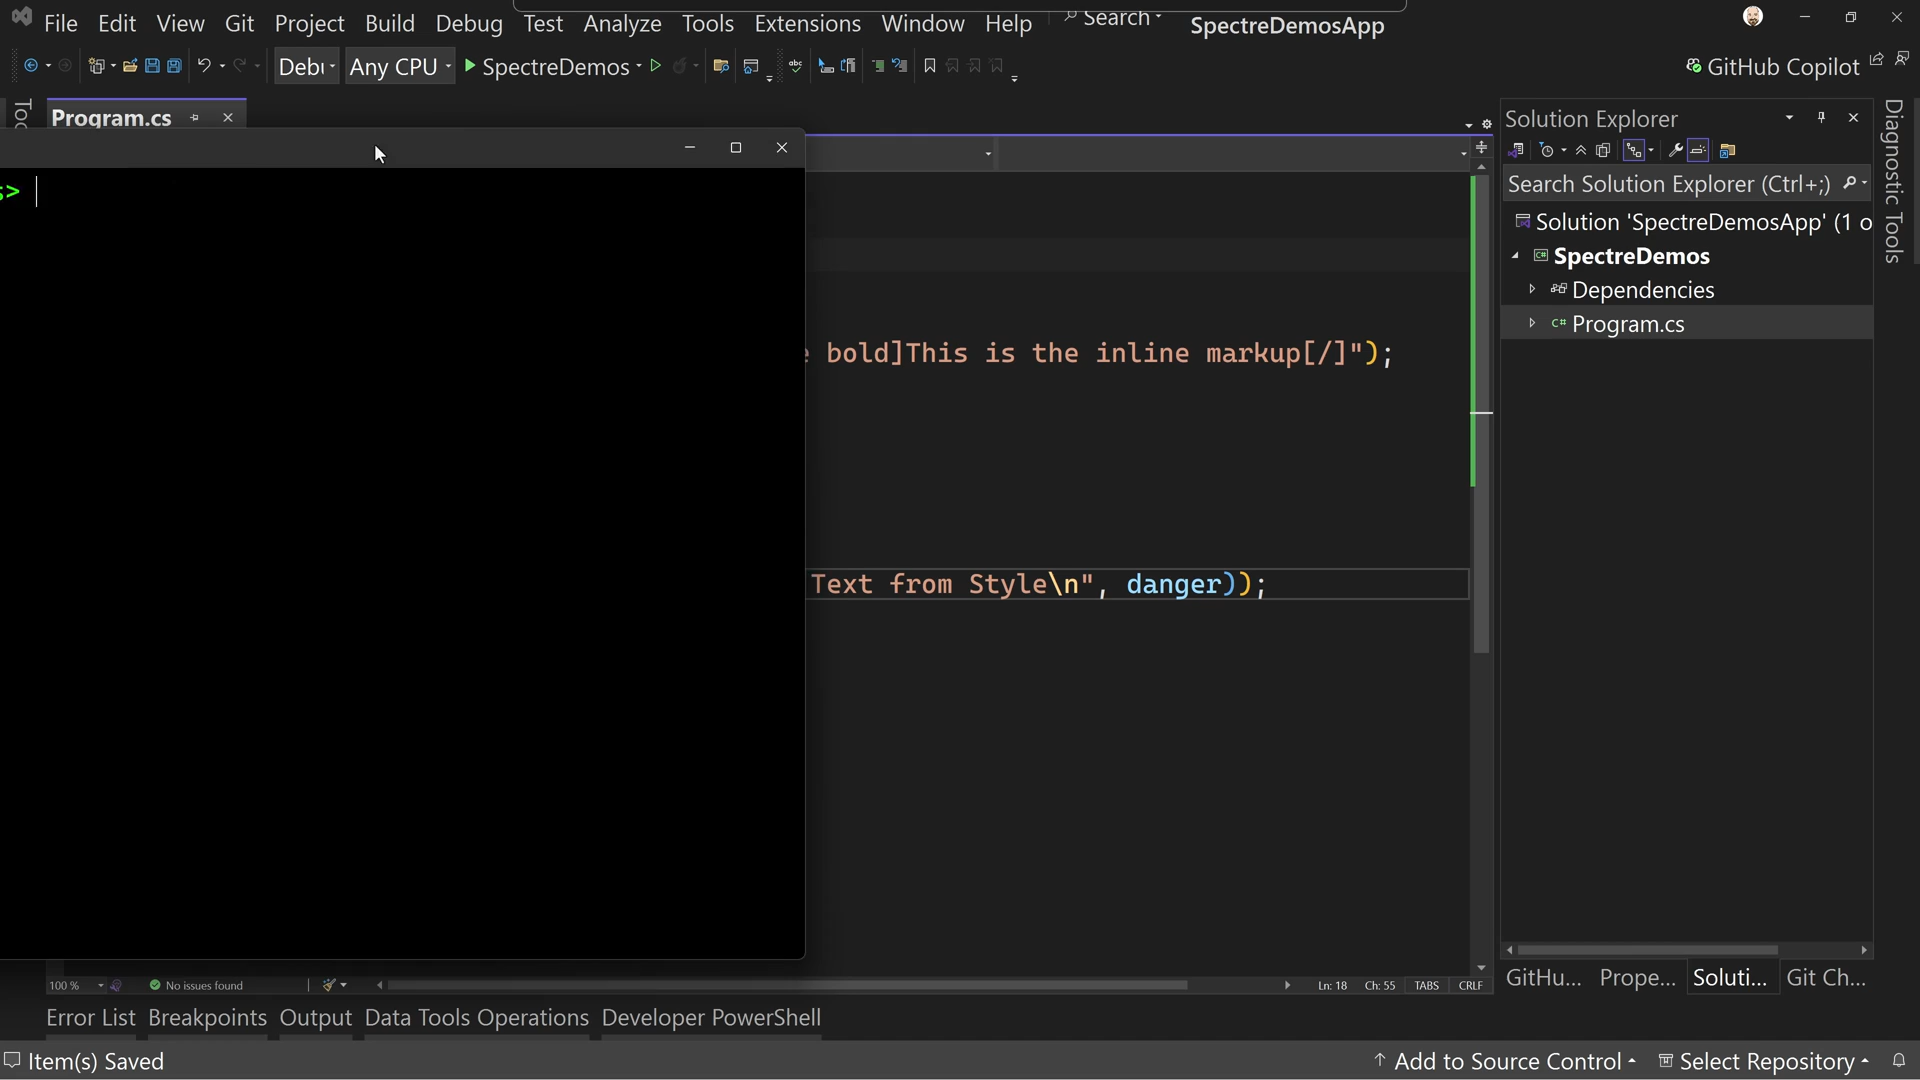 File Edit View Git Project Build Debug Test Analyze Tools Extensions Window Help Search SpectreDemosApp
Any CPU SpectreDemos GitHub Copilot
Program.cs
Solution Explorer
Search Solution Explorer (Ctrl+;)
Solution 'SpectreDemosApp' (1 o
SpectreDemos
Dependencies
Program.cs
Diagnostic Tools
>
bold]This is the inline markup[/]");
Text from Style\n", danger));
100 % No issues found Ln: 18 Ch: 55 TABS CRLF
GitHu... Prope... Soluti... Git Ch...
Error List Breakpoints Output Data Tools Operations Developer PowerShell
Item(s) Saved Add to Source Control Select Repository